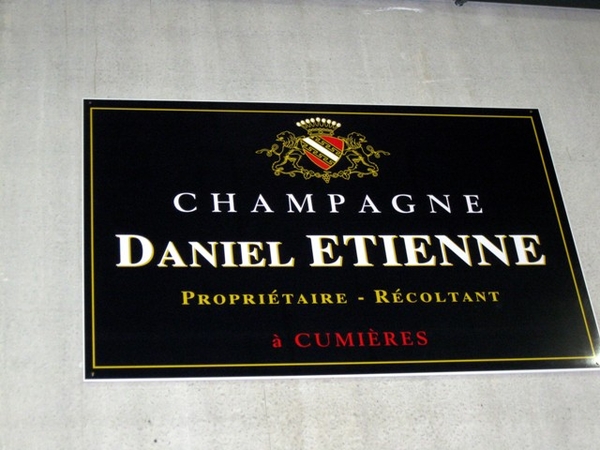 CHAMPAGNE
DANIEL ETIENNE
PROPRIÉTAIRE - RÉCOLTANT
à CUMIÈRES